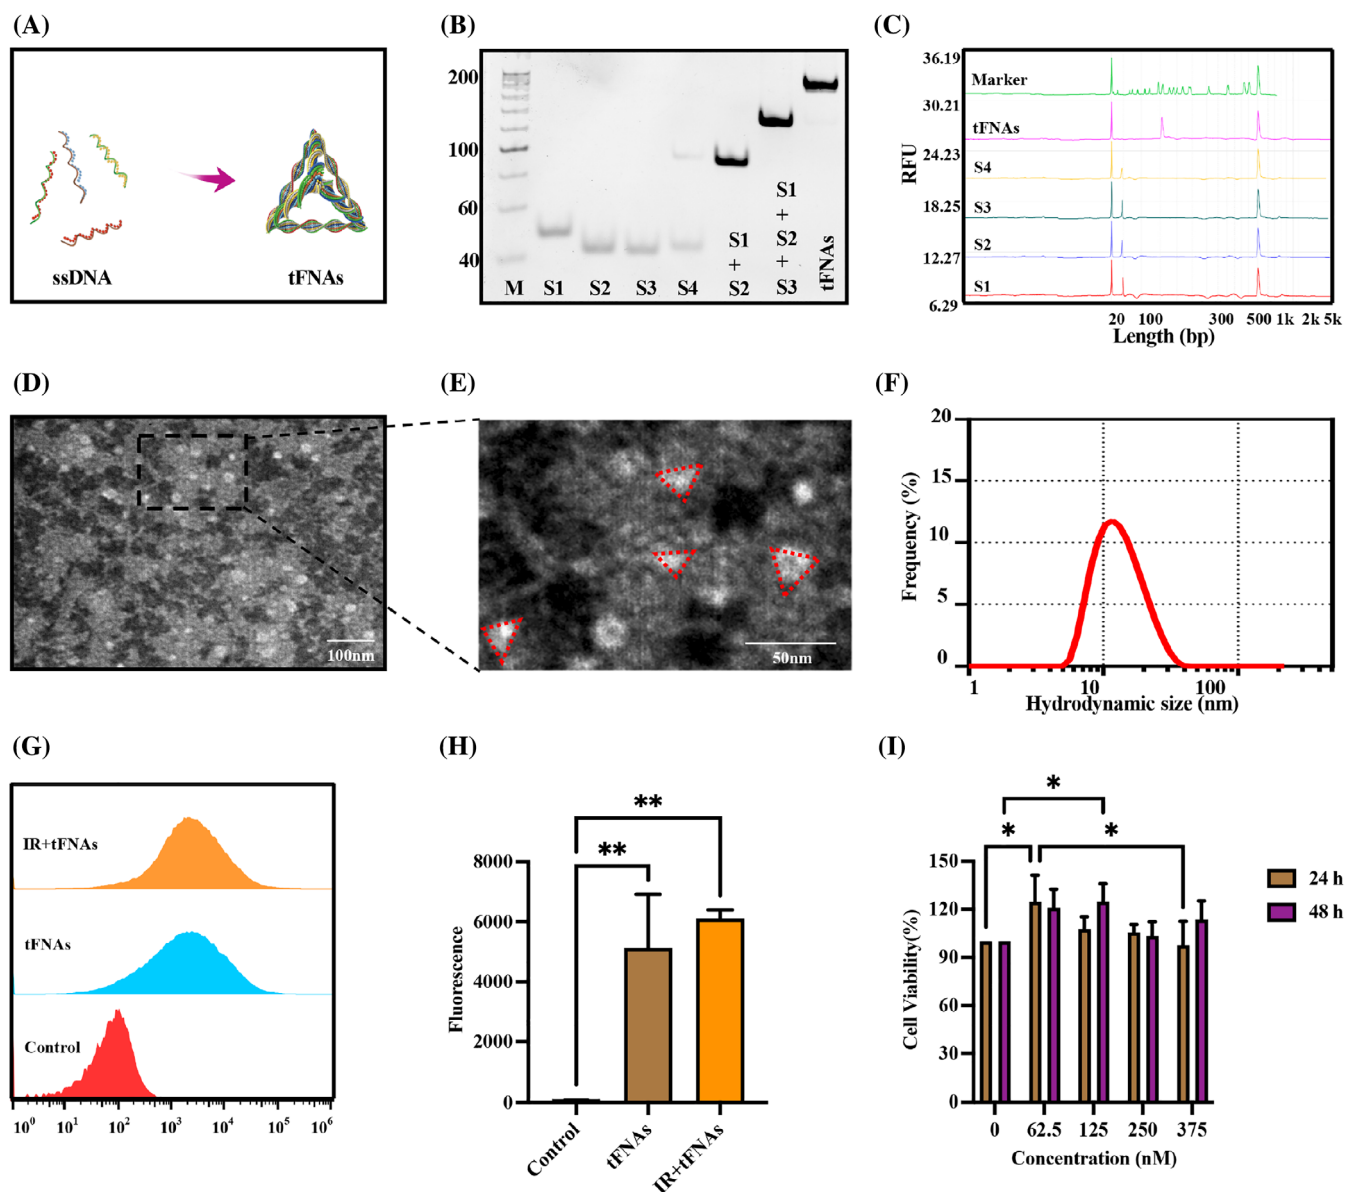 (A)
ssDNA
tFNAs
(B)
200
100
60
40
M
S1
S2
S3
S4
S1
+
S2
S1
+
S2
+
S3
tFNAs
(C)
36.19
30.21
24.23
18.25
12.27
6.29
RFU
Marker
tFNAs
S4
S3
S2
S1
20 100 300 500 1k 2k 5k
Length (bp)
(D)
100nm
(E)
50nm
(F)
20
15
10
5
0
Frequency (%)
1 10 100
Hydrodynamic size (nm)
(G)
IR+tFNAs
tFNAs
Control
10⁰ 10¹ 10² 10³ 10⁴ 10⁵ 10⁶
(H)
**
**
8000
6000
4000
2000
0
Fluorescence
Control
tFNAs
IR+tFNAs
(I)
*
* *
150
120
90
60
30
0
Cell Viability(%)
0 62.5 125 250 375
Concentration (nM)
24 h
48 h